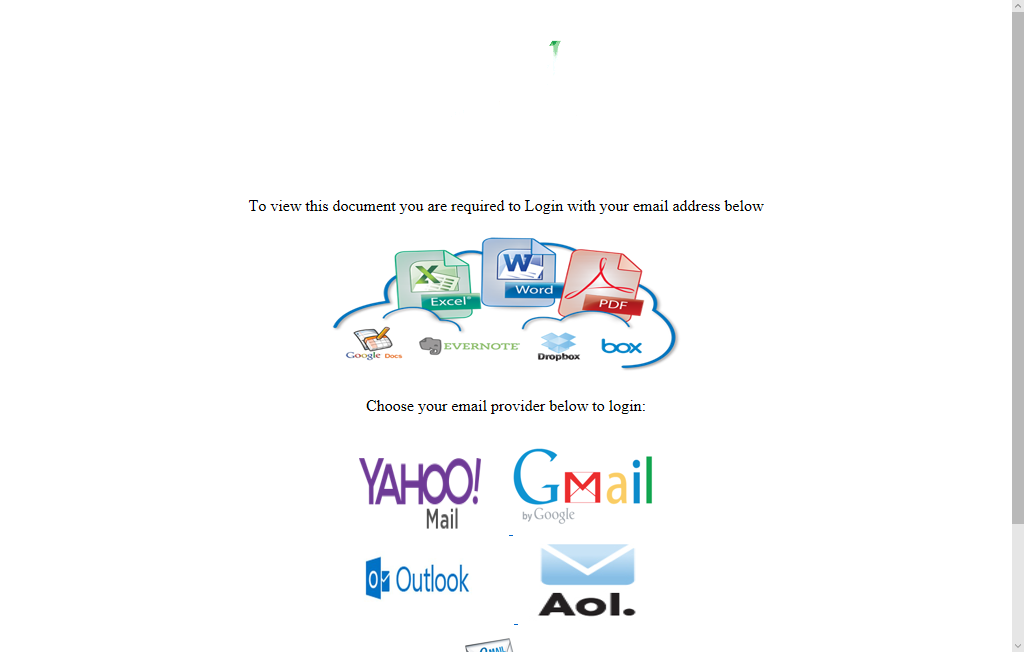 To view this document you are required to Login with your email address below
Excel
Word
PDF
Google Docs
EVERNOTE
Dropbox
box
Choose your email provider below to login:
YAHOO!
Mail
Gmail
by Google
Outlook
Aol.